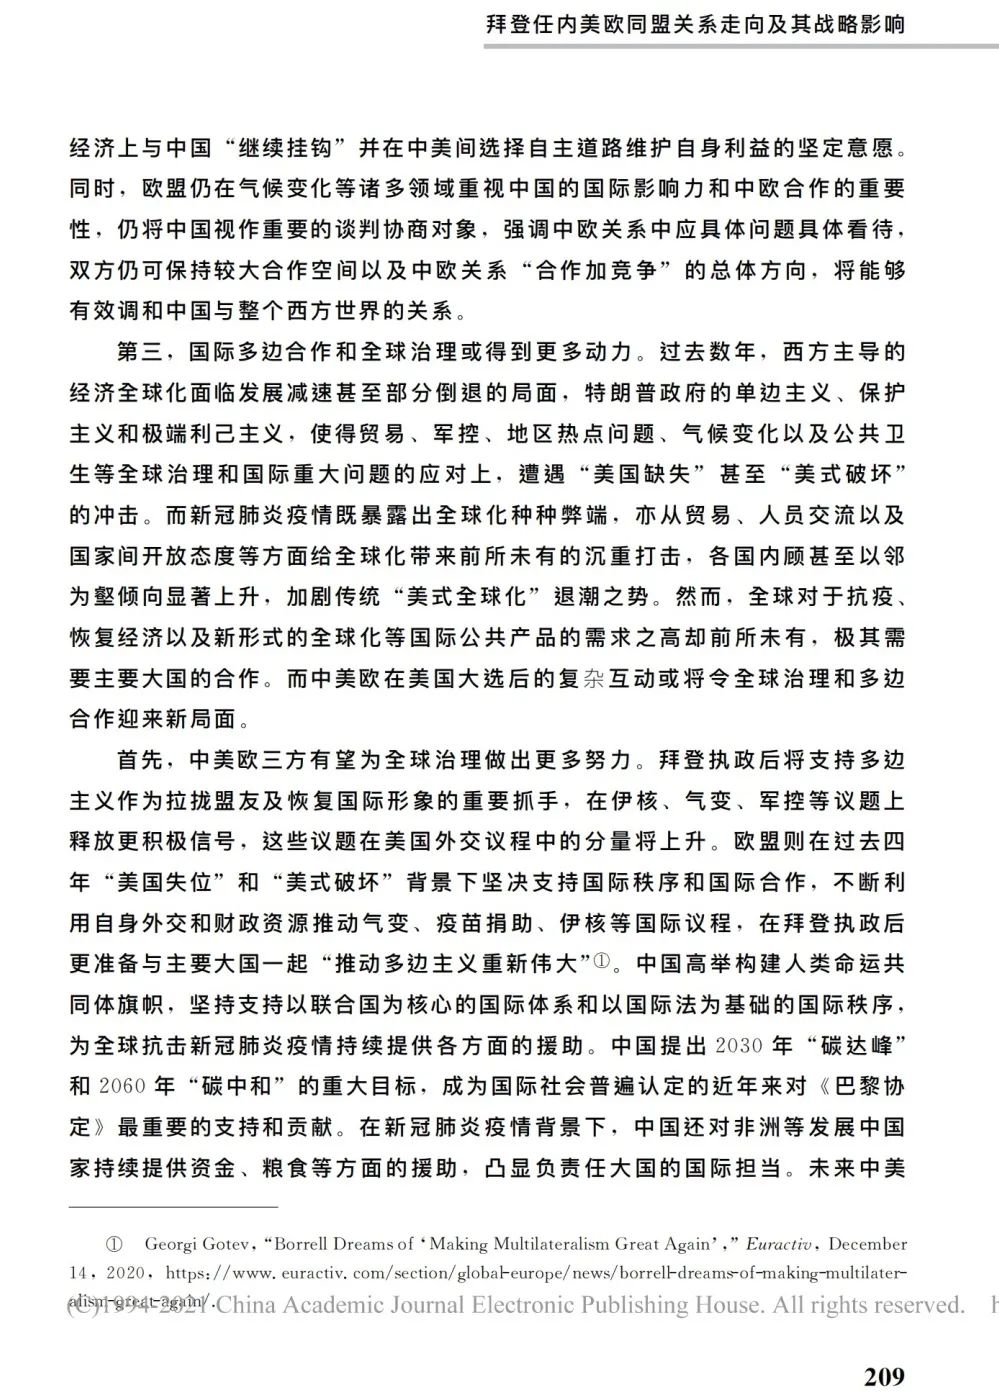 拜登任内美欧同盟关系走向及其战略影响
经济上与中国“继续挂钩”并在中美间选择自主道路维护自身利益的坚定意愿。
同时，欧盟仍在气候变化等诸多领域重视中国的国际影响力和中欧合作的重要
性，仍将中国视作重要的谈判协商对象，强调中欧关系中应具体问题具体看待，
双方仍可保持较大合作空间以及中欧关系“合作加竞争”的总体方向，将能够
有效调和中国与整个西方世界的关系。
第三，国际多边合作和全球治理或得到更多动力。过去数年，西方主导的
经济全球化面临发展减速甚至部分倒退的局面，特朗普政府的单边主义、保护
主义和极端利己主义，使得贸易、军控、地区热点问题、气候变化以及公共卫
生等全球治理和国际重大问题的应对上，遭遇“美国缺失”甚至“美式破坏”
的冲击。而新冠肺炎疫情既暴露出全球化种种弊端，亦从贸易、人员交流以及
国家间开放态度等方面给全球化带来前所未有的沉重打击，各国内顾甚至以邻
为壑倾向显著上升，加剧传统“美式全球化”退潮之势。然而，全球对于抗疫、
恢复经济以及新形式的全球化等国际公共产品的需求之高却前所未有，极其需
要主要大国的合作。而中美欧在美国大选后的复杂互动或将令全球治理和多边
合作迎来新局面。
首先，中美欧三方有望为全球治理做出更多努力。拜登执政后将支持多边
主义作为拉拢盟友及恢复国际形象的重要抓手，在伊核、气变、军控等议题上
释放更积极信号，这些议题在美国外交议程中的分量将上升。欧盟则在过去四
年“美国失位”和“美式破坏”背景下坚决支持国际秩序和国际合作，不断利
用自身外交和财政资源推动气变、疫苗捐助、伊核等国际议程，在拜登执政后
更准备与主要大国一起“推动多边主义重新伟大”①。中国高举构建人类命运共
同体旗帜，坚持支持以联合国为核心的国际体系和以国际法为基础的国际秩序，
为全球抗击新冠肺炎疫情持续提供各方面的援助。中国提出 2030 年“碳达峰”
和 2060 年“碳中和”的重大目标，成为国际社会普遍认定的近年来对《巴黎协
定》最重要的支持和贡献。在新冠肺炎疫情背景下，中国还对非洲等发展中国
家持续提供资金、粮食等方面的援助，凸显负责任大国的国际担当。未来中美
① Georgi Gotev, “Borrell Dreams of ‘Making Multilateralism Great Again’,” Euractiv, December
14, 2020, https://www.euractiv.com/section/global-europe/news/borrell-dreams-of-making-multilater-
alism-great-again/.
(C)1994-2021 China Academic Journal Electronic Publishing House. All rights reserved. h
209